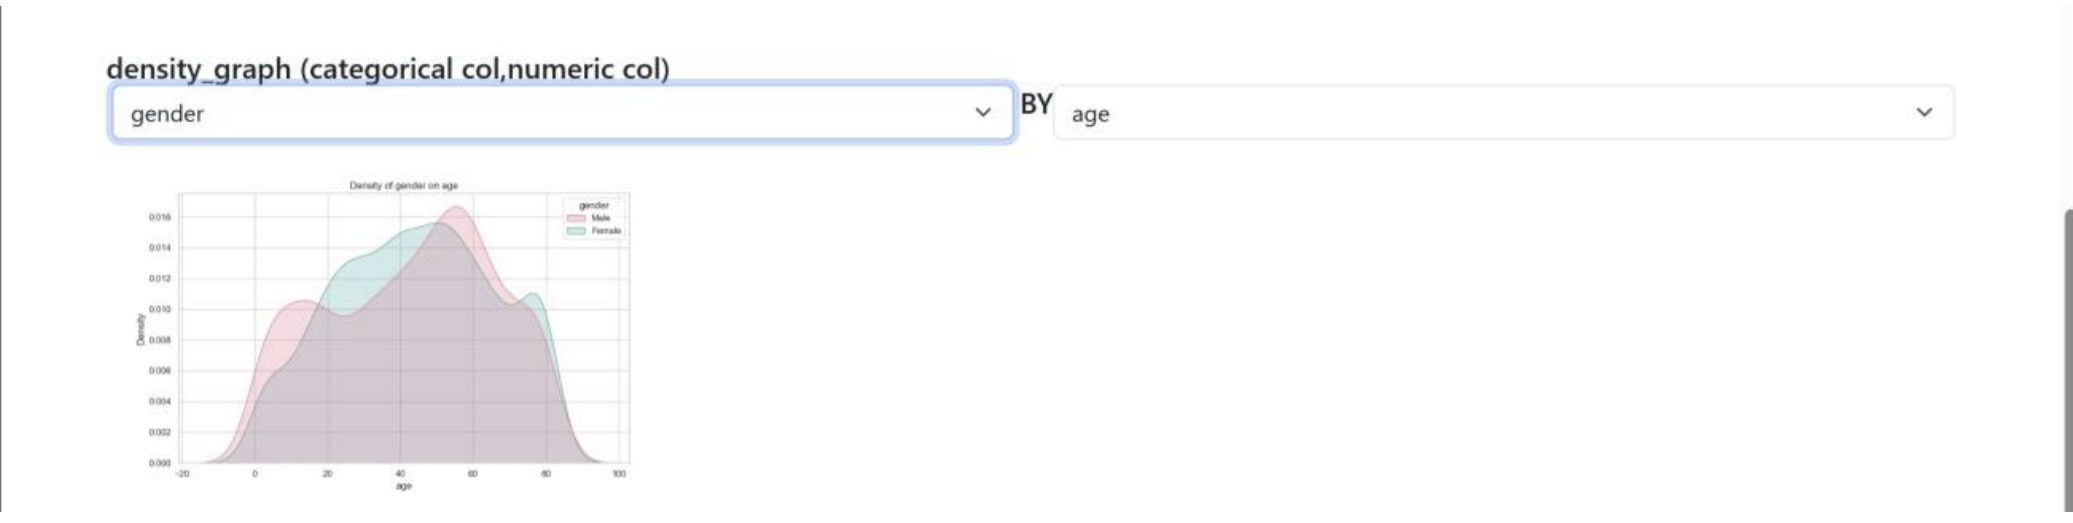 density_graph (categorical col,numeric col)
gender BY age
Density of gender on age
gender
Male
Female
0.016
0.014
0.012
0.010
0.008
0.006
0.004
0.002
0.000
Density
-20 0 20 40 60 80 100
age